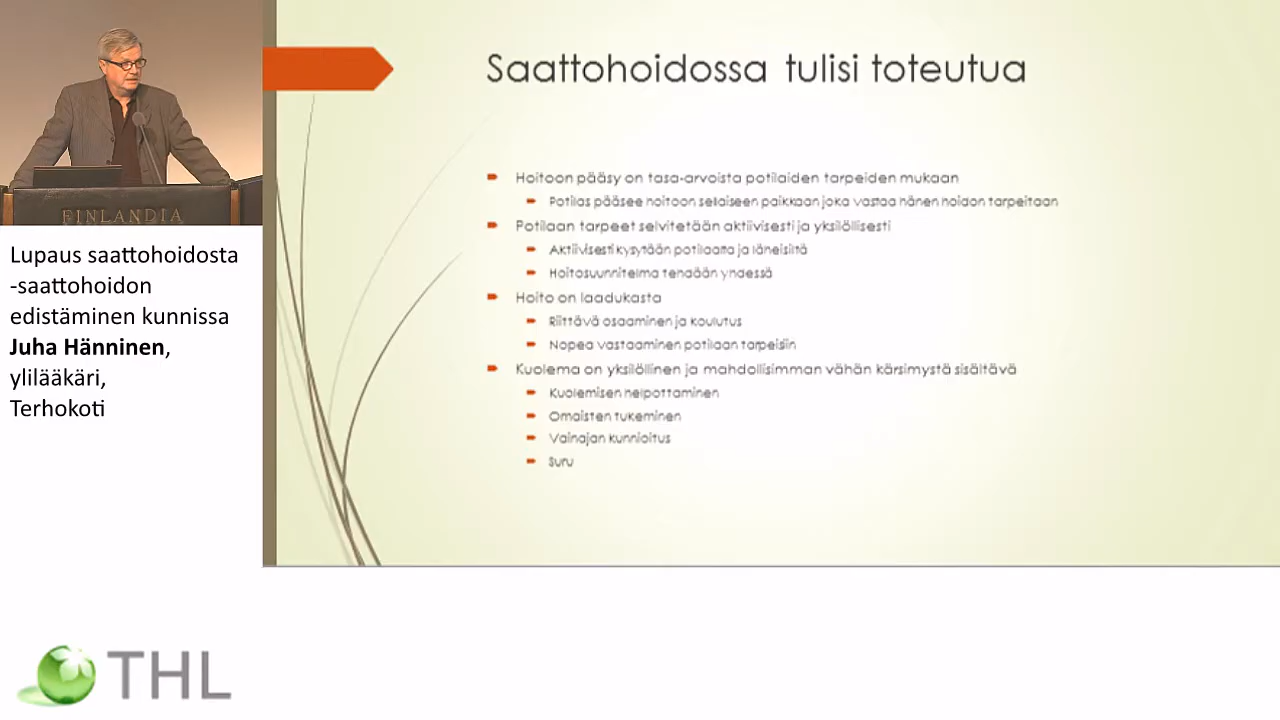 FINLANDIA
Lupaus saattohoidosta
-saattohoidon
edistäminen kunnissa
Juha Hänninen,
ylilääkäri,
Terhokoti
THL
Saattohoidossa tulisi toteutua
Hoitoon pääsy on tasa-arvoista potilaiden tarpeiden mukaan
Potilas pääsee hoitoon sellaiseen paikkaan joka vastaa hänen hoidon tarpeitaan
Potilaan tarpeet selvitetään aktiivisesti ja yksilöllisesti
Aktiivisesti kysytään potilaalta ja läheisiltä
Hoitosuunnitelma tehdään yhdessä
Hoito on laadukasta
Riittävä osaaminen ja koulutus
Nopea vastaaminen potilaan tarpeisiin
Kuolema on yksilöllinen ja mahdollisimman vähän kärsimystä sisältävä
Kuolemisen helpottaminen
Omaisten tukeminen
Vainajan kunnioitus
Suru